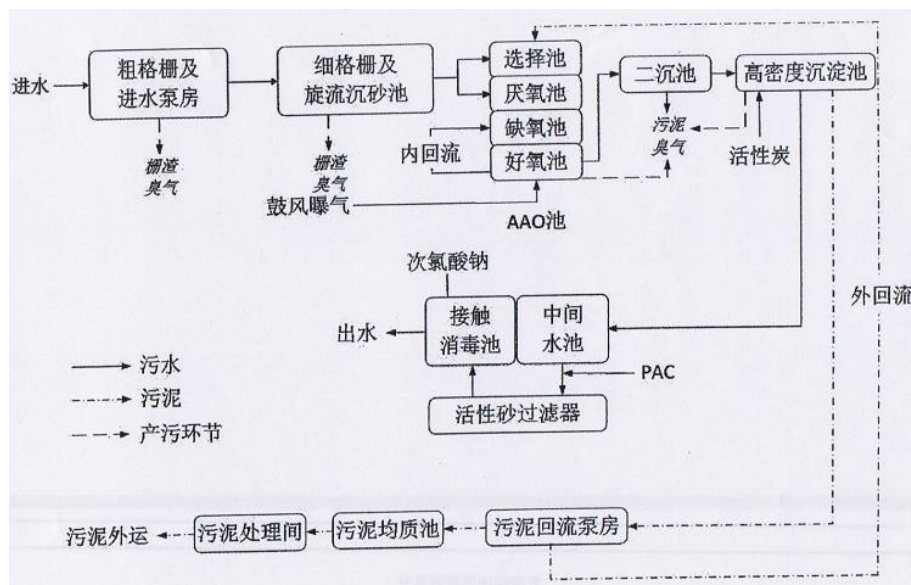 进水
粗格栅及
进水泵房
栅渣
臭气
细格栅及
旋流沉砂池
栅渣
臭气
鼓风曝气
选择池
厌氧池
缺氧池
好氧池
内回流
AAO池
二沉池
污泥
臭气
高密度沉淀池
活性炭
外回流
次氯酸钠
出水
接触
消毒池
中间
水池
PAC
活性砂过滤器
污水
污泥
产污环节
污泥外运
污泥处理间
污泥均质池
污泥回流泵房